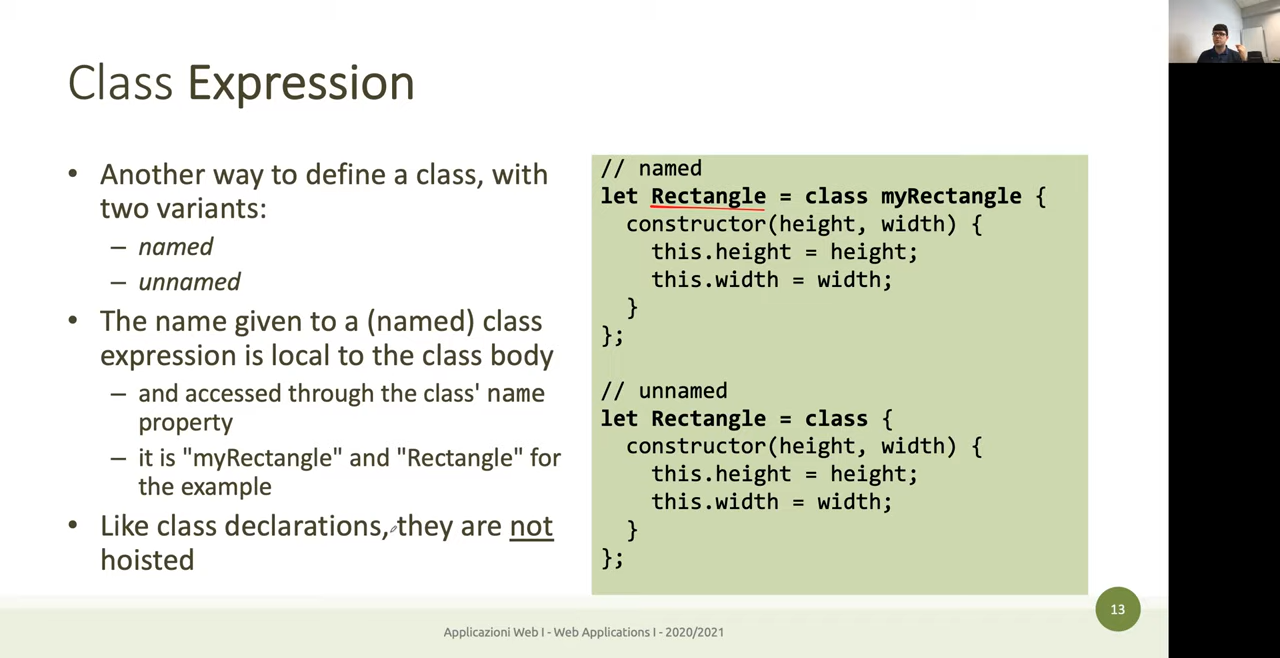 Class Expression
• Another way to define a class, with
two variants:
– named
– unnamed
• The name given to a (named) class
expression is local to the class body
– and accessed through the class' name
property
– it is "myRectangle" and "Rectangle" for
the example
• Like class declarations, they are not
hoisted
// named
let Rectangle = class myRectangle {
  constructor(height, width) {
    this.height = height;
    this.width = width;
  }
};

// unnamed
let Rectangle = class {
  constructor(height, width) {
    this.height = height;
    this.width = width;
  }
};
13
Applicazioni Web I - Web Applications I - 2020/2021